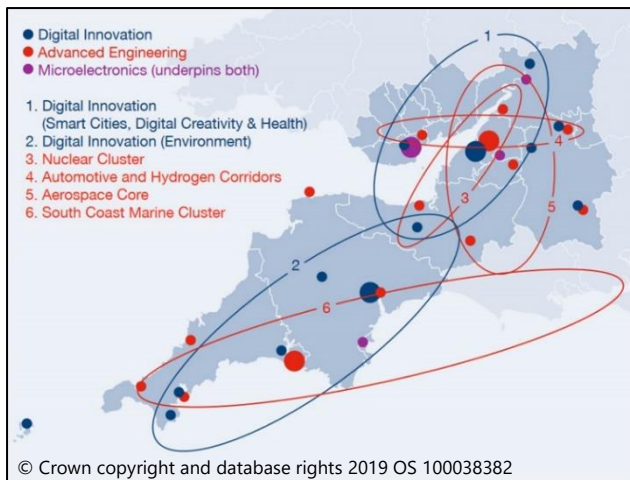 Digital Innovation
Advanced Engineering
Microelectronics (underpins both)
1. Digital Innovation
(Smart Cities, Digital Creativity & Health)
2. Digital Innovation (Environment)
3. Nuclear Cluster
4. Automotive and Hydrogen Corridors
5. Aerospace Core
6. South Coast Marine Cluster
1
4
3
5
2
6
© Crown copyright and database rights 2019 OS 100038382